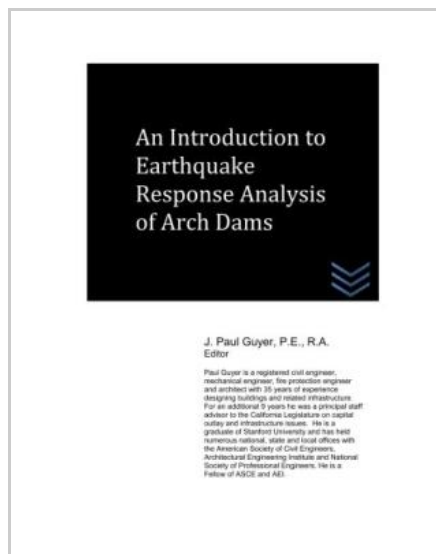 An Introduction to
Earthquake
Response Analysis
of Arch Dams
J. Paul Guyer, P.E., R.A.
Editor
Paul Guyer is a registered civil engineer,
mechanical engineer, fire protection engineer
and architect with 35 years of experience
designing buildings and related infrastructure.
For an additional 9 years he was a principal staff
advisor to the California Legislature on capital
outlay and infrastructure issues. He is a
graduate of Stanford University and has held
numerous national, state and local offices with
the American Society of Civil Engineers,
Architectural Engineering Institute and National
Society of Professional Engineers. He is a
Fellow of ASCE and AEI.